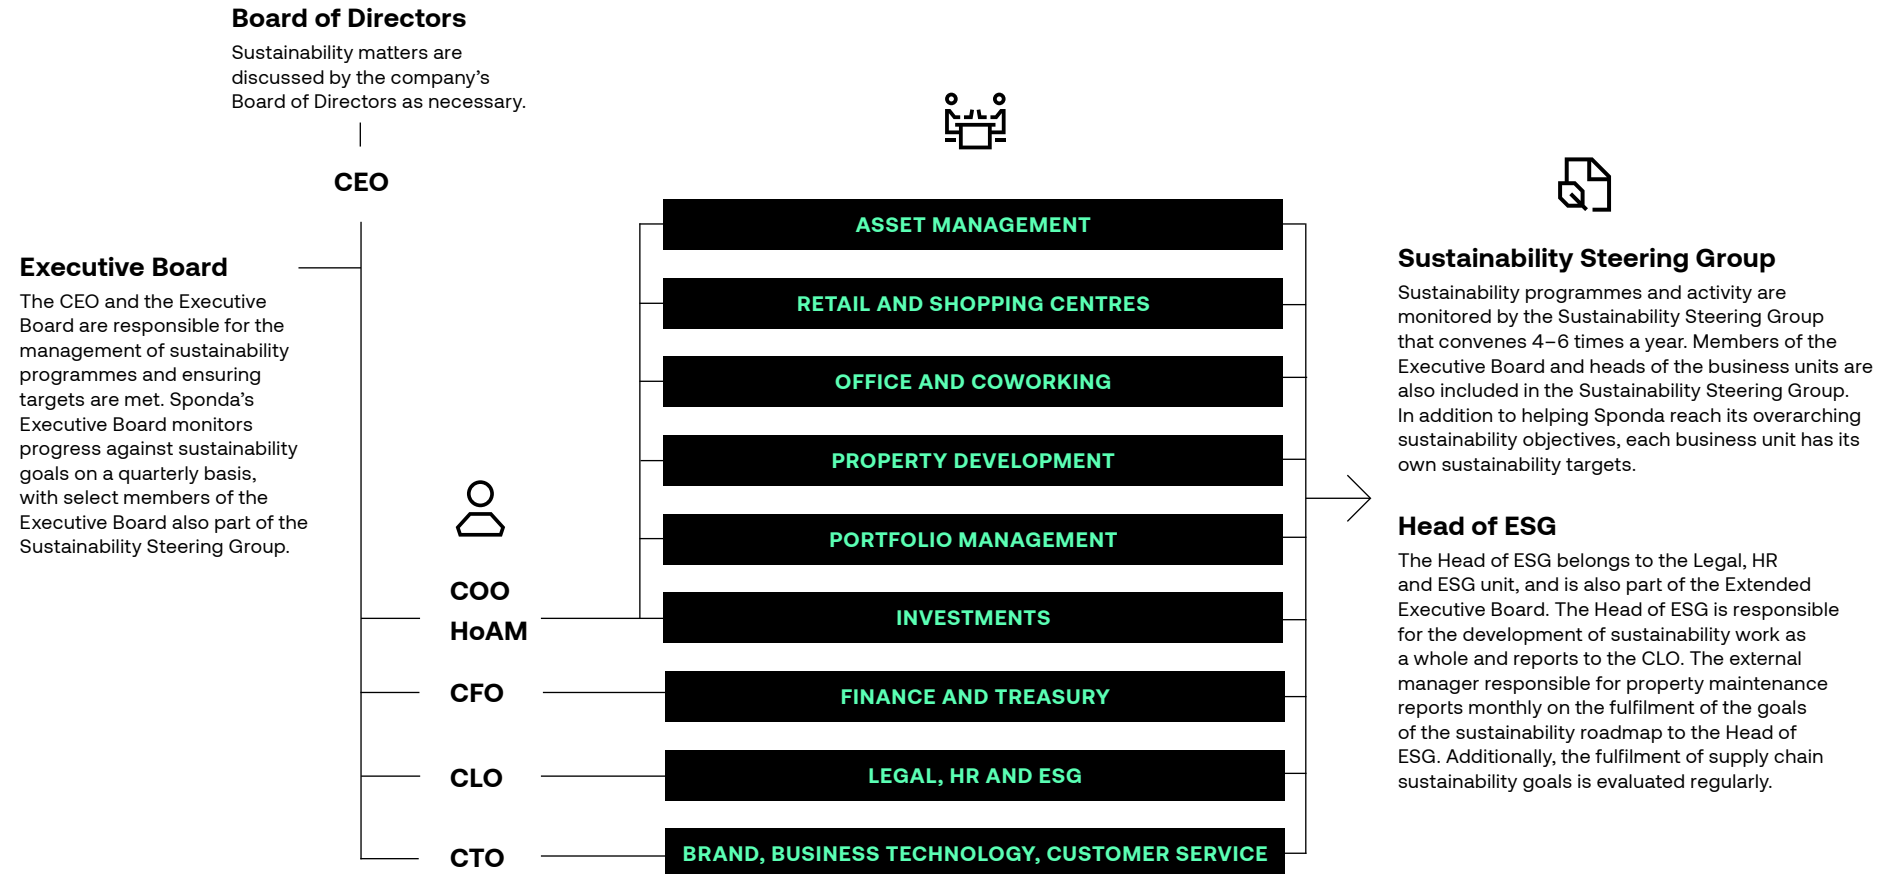 Board of Directors
Sustainability matters are
discussed by the company’s
Board of Directors as necessary.
CEO
Executive Board
The CEO and the Executive
Board are responsible for the
management of sustainability
programmes and ensuring
targets are met. Sponda’s
Executive Board monitors
progress against sustainability
goals on a quarterly basis,
with select members of the
Executive Board also part of the
Sustainability Steering Group.
COO
HoAM
CFO
CLO
CTO
ASSET MANAGEMENT
RETAIL AND SHOPPING CENTRES
OFFICE AND COWORKING
PROPERTY DEVELOPMENT
PORTFOLIO MANAGEMENT
INVESTMENTS
FINANCE AND TREASURY
LEGAL, HR AND ESG
BRAND, BUSINESS TECHNOLOGY, CUSTOMER SERVICE
Sustainability Steering Group
Sustainability programmes and activity are
monitored by the Sustainability Steering Group
that convenes 4–6 times a year. Members of the
Executive Board and heads of the business units are
also included in the Sustainability Steering Group.
In addition to helping Sponda reach its overarching
sustainability objectives, each business unit has its
own sustainability targets.
Head of ESG
The Head of ESG belongs to the Legal, HR
and ESG unit, and is also part of the Extended
Executive Board. The Head of ESG is responsible
for the development of sustainability work as
a whole and reports to the CLO. The external
manager responsible for property maintenance
reports monthly on the fulfilment of the goals
of the sustainability roadmap to the Head of
ESG. Additionally, the fulfilment of supply chain
sustainability goals is evaluated regularly.